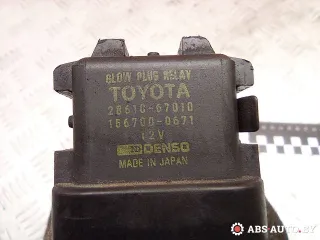 GLOW PLUG RELAY
TOYOTA
28610-67010
156700-0671
12V
DENSO
MADE IN JAPAN
ABS.AUTO.BY